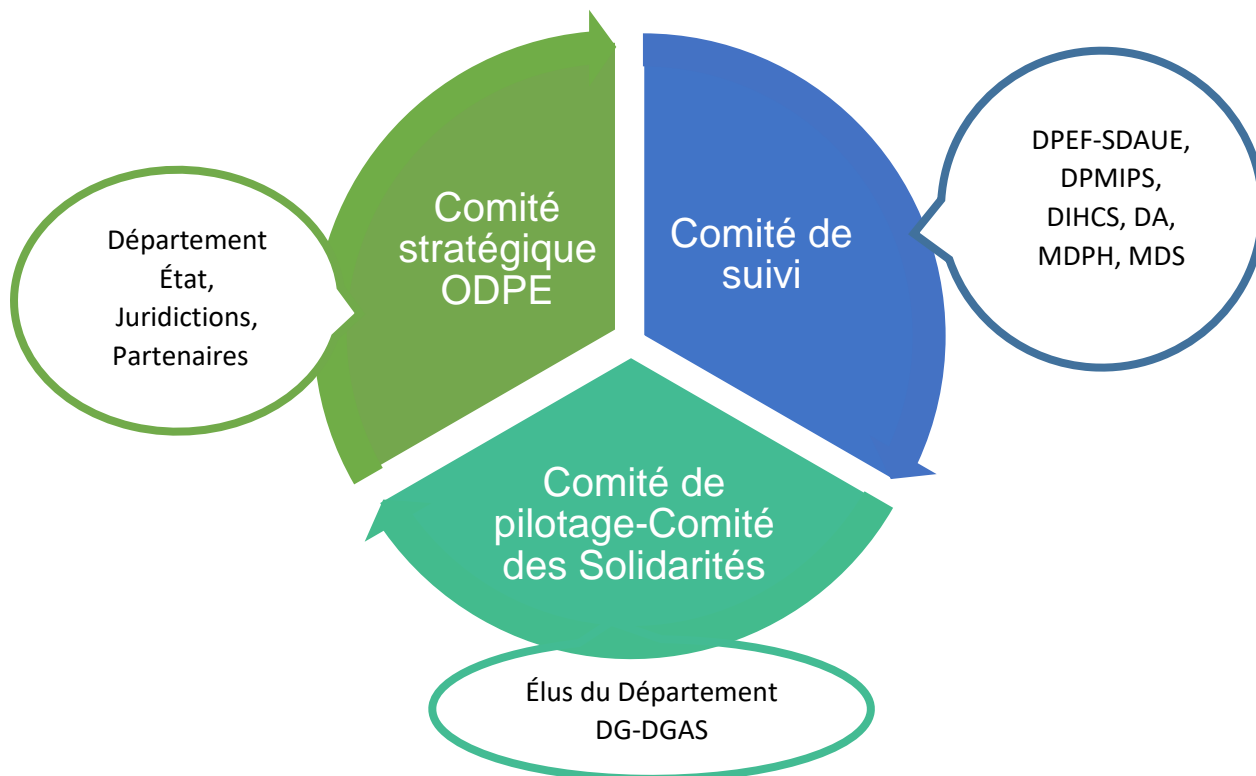 Comité
stratégique
ODPE
Département
État,
Juridictions,
Partenaires
Comité de
suivi
DPEF-SDAUE,
DPMIPS,
DIHCS, DA,
MDPH, MDS
Comité de
pilotage-Comité
des Solidarités
Élus du Département
DG-DGAS